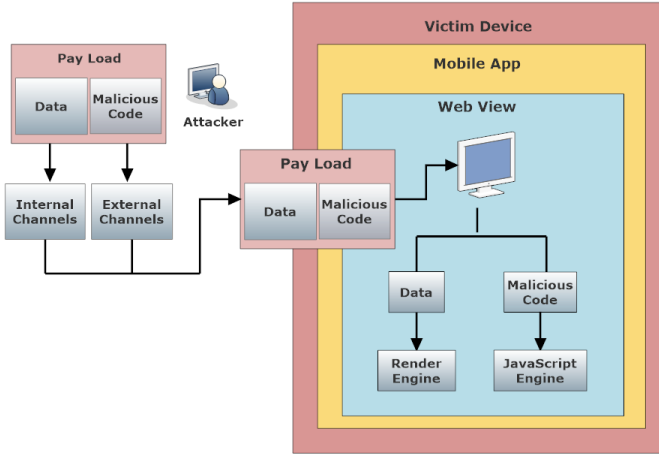 Victim Device
Mobile App
Web View
Pay Load
Data
Malicious
Code
Attacker
Internal
Channels
External
Channels
Pay Load
Data
Malicious
Code
Data
Malicious
Code
Render
Engine
JavaScript
Engine